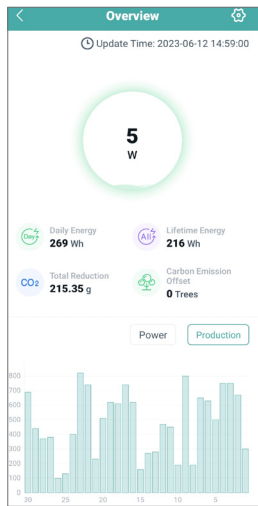 Overview
Update Time: 2023-06-12 14:59:00
5
W
Day
Daily Energy
269 Wh
All
Lifetime Energy
216 Wh
CO2
Total Reduction
215.35 g
Carbon Emission
Offset
0 Trees
Power
Production
800
700
600
500
400
300
200
100
0
30 25 20 15 10 5